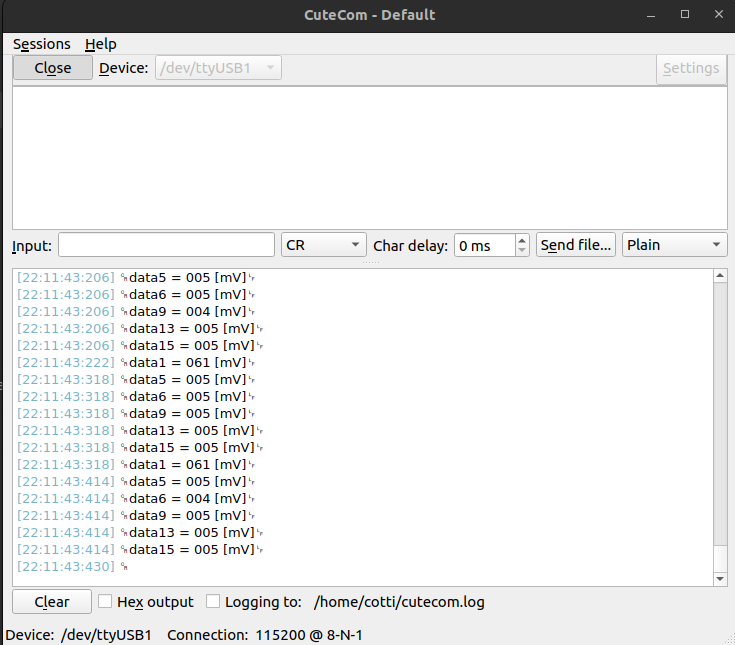 CuteCom - Default
Sessions Help
Close Device: /dev/ttyUSB1 Settings
Input: CR Char delay: 0 ms Send file... Plain
[22:11:43:206] ␍data5 = 005 [mV]␊
[22:11:43:206] ␍data6 = 005 [mV]␊
[22:11:43:206] ␍data9 = 004 [mV]␊
[22:11:43:206] ␍data13 = 005 [mV]␊
[22:11:43:206] ␍data15 = 005 [mV]␊
[22:11:43:222] ␍data1 = 061 [mV]␊
[22:11:43:318] ␍data5 = 005 [mV]␊
[22:11:43:318] ␍data6 = 005 [mV]␊
[22:11:43:318] ␍data9 = 005 [mV]␊
[22:11:43:318] ␍data13 = 005 [mV]␊
[22:11:43:318] ␍data15 = 005 [mV]␊
[22:11:43:318] ␍data1 = 061 [mV]␊
[22:11:43:414] ␍data5 = 005 [mV]␊
[22:11:43:414] ␍data6 = 004 [mV]␊
[22:11:43:414] ␍data9 = 005 [mV]␊
[22:11:43:414] ␍data13 = 005 [mV]␊
[22:11:43:414] ␍data15 = 005 [mV]␊
[22:11:43:430] ␍
Clear Hex output Logging to: /home/cotti/cutecom.log
Device: /dev/ttyUSB1 Connection: 115200 @ 8-N-1